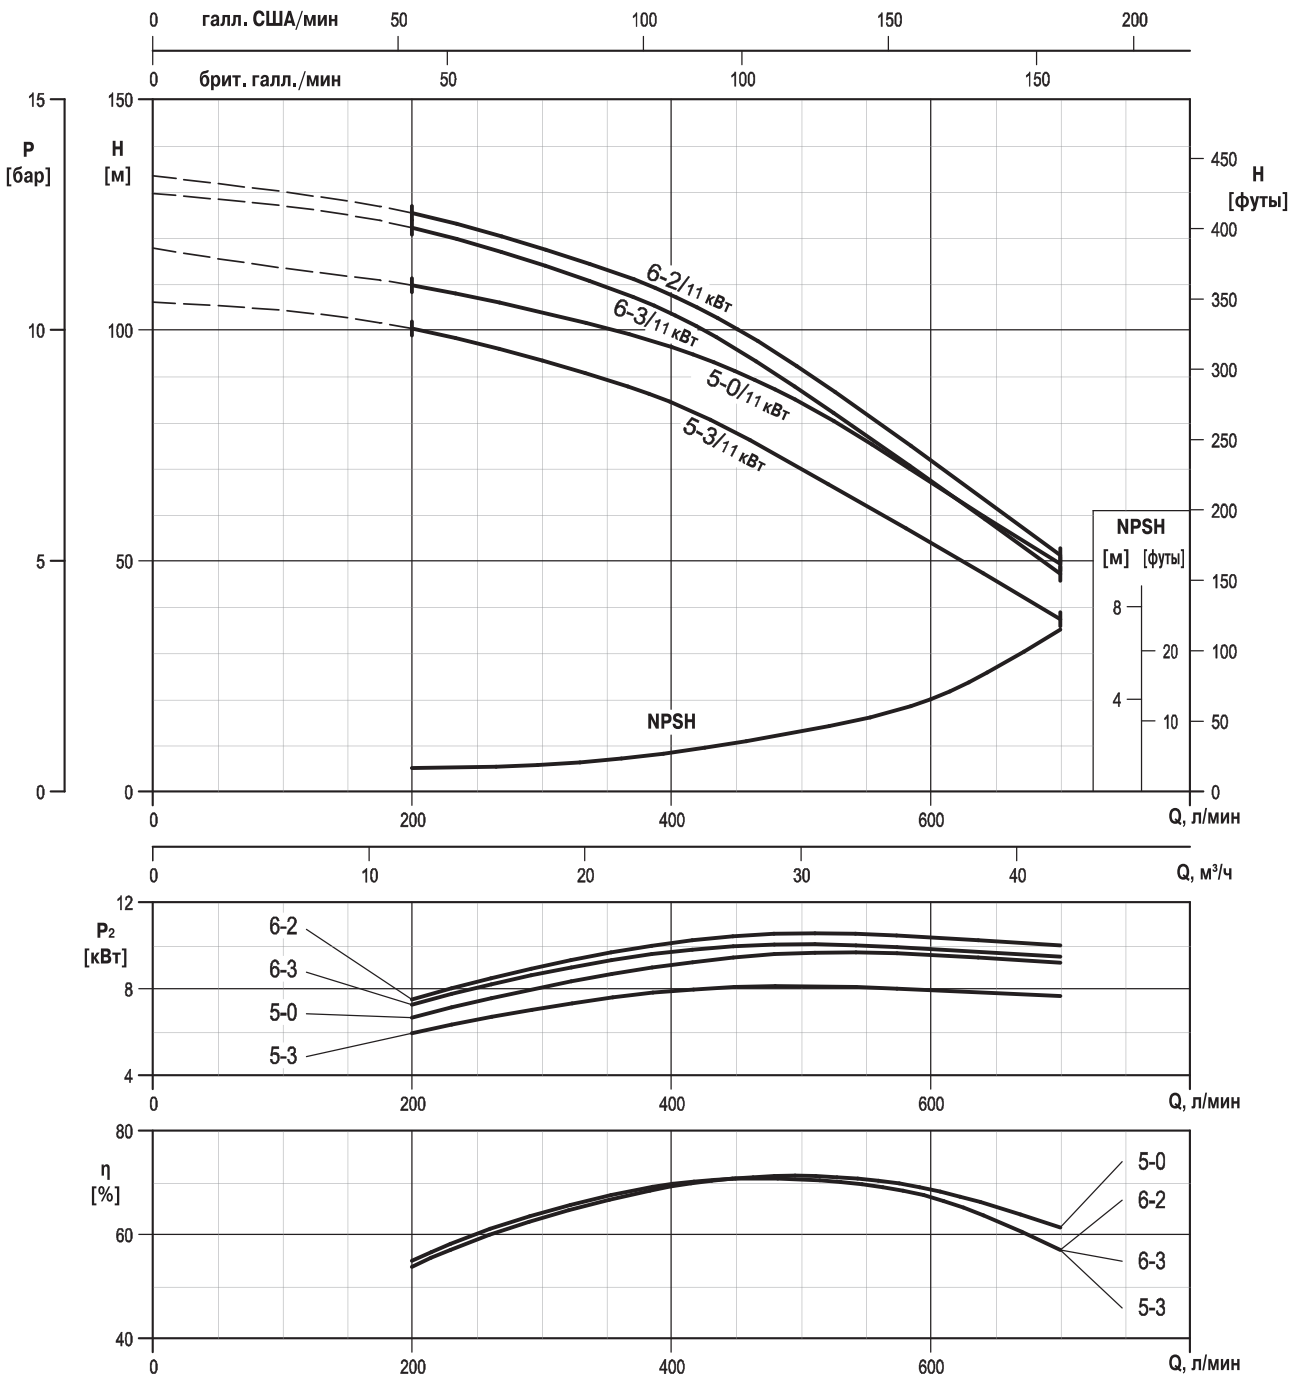 0 галл. США/мин 50 100 150 200
0 брит. галл./мин 50 100 150
15 150
P H
[бар] [м]
450 H
[футы]
400
6-2/11 кВт
350
6-3/11 кВт
10 100
300
5-0/11 кВт
5-3/11 кВт
250
200
NPSH
5 50
[м] [футы]
150
8
20 100
4
10 50
NPSH
0 0 0
0 200 400 600 Q, л/мин
0 10 20 30 40 Q, м³/ч
12
P2
[кВт]
6-2
6-3
8
5-0
5-3
4
0 200 400 600 Q, л/мин
80
η
[%]
5-0
6-2
60
6-3
5-3
40
0 200 400 600 Q, л/мин